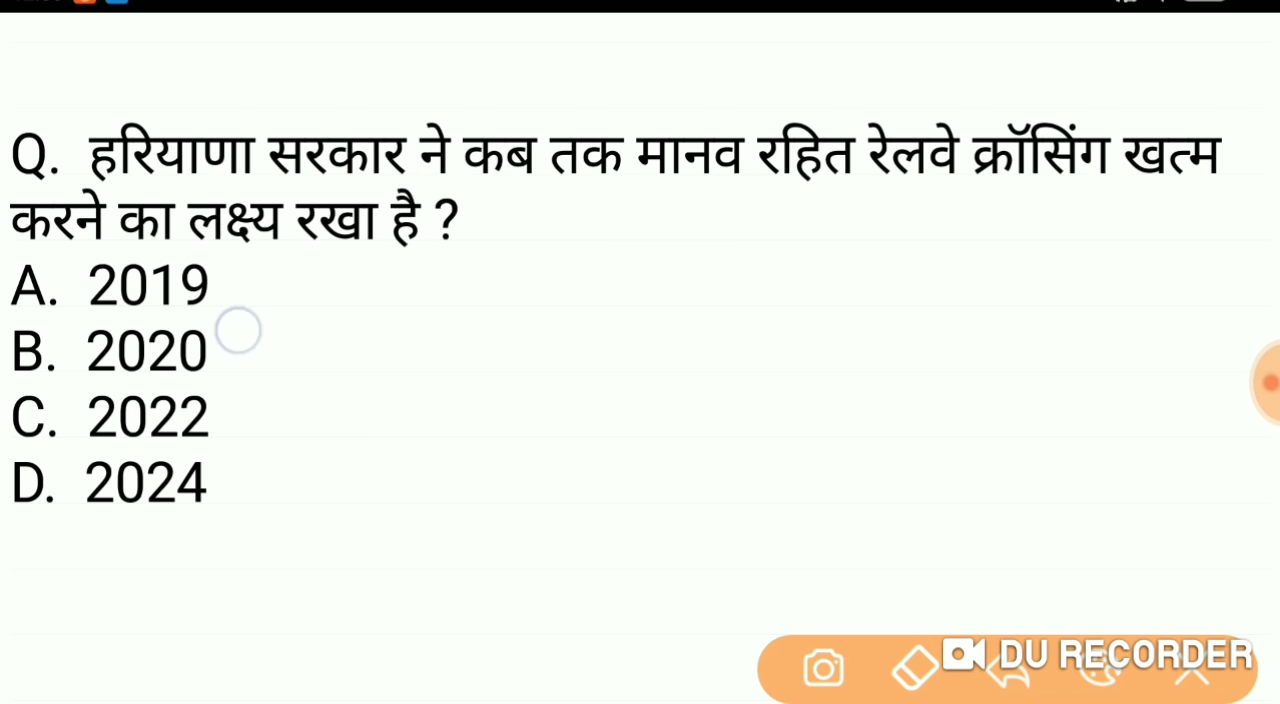 Q. हरियाणा सरकार ने कब तक मानव रहित रेलवे क्रॉसिंग खत्म
करने का लक्ष्य रखा है ?
A. 2019
B. 2020
C. 2022
D. 2024
DU RECORDER